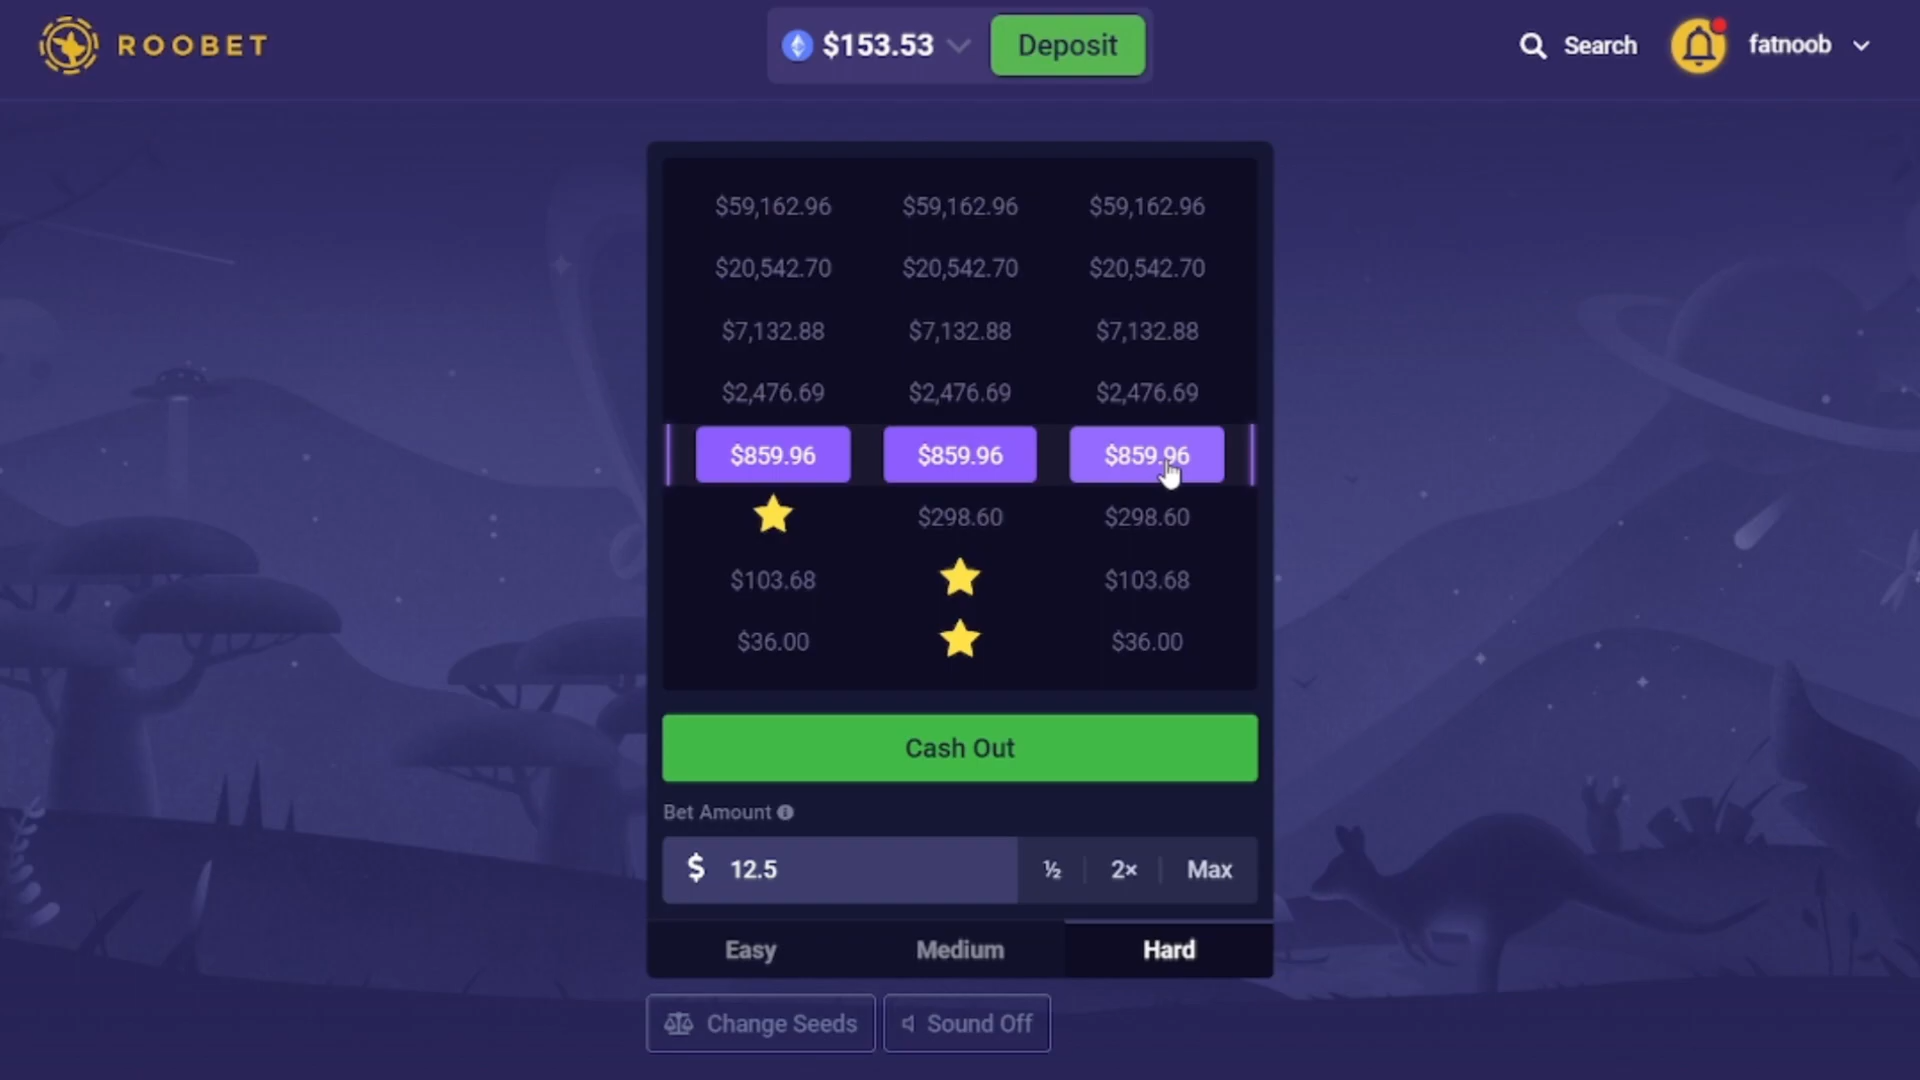 ROOBET
$153.53
Deposit
Search
fatnoob
$59,162.96 $59,162.96 $59,162.96
$20,542.70 $20,542.70 $20,542.70
$7,132.88 $7,132.88 $7,132.88
$2,476.69 $2,476.69 $2,476.69
$859.96 $859.96 $859.96
$298.60 $298.60
$103.68 $103.68
$36.00 $36.00
Cash Out
Bet Amount
$ 12.5 ½ 2× Max
Easy Medium Hard
Change Seeds Sound Off